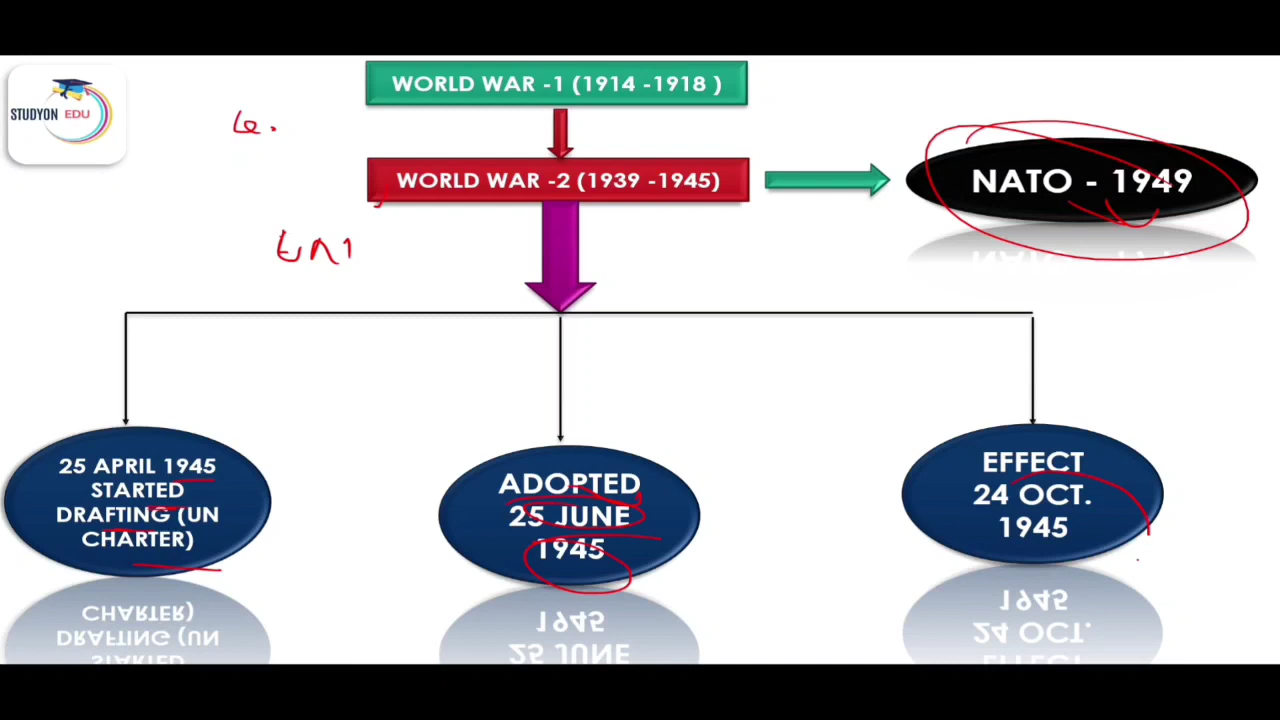 STUDYON EDU
WORLD WAR -1 (1914 -1918 )
WORLD WAR -2 (1939 -1945)
NATO - 1949
25 APRIL 1945
STARTED
DRAFTING (UN
CHARTER)
ADOPTED
25 JUNE
1945
EFFECT
24 OCT.
1945